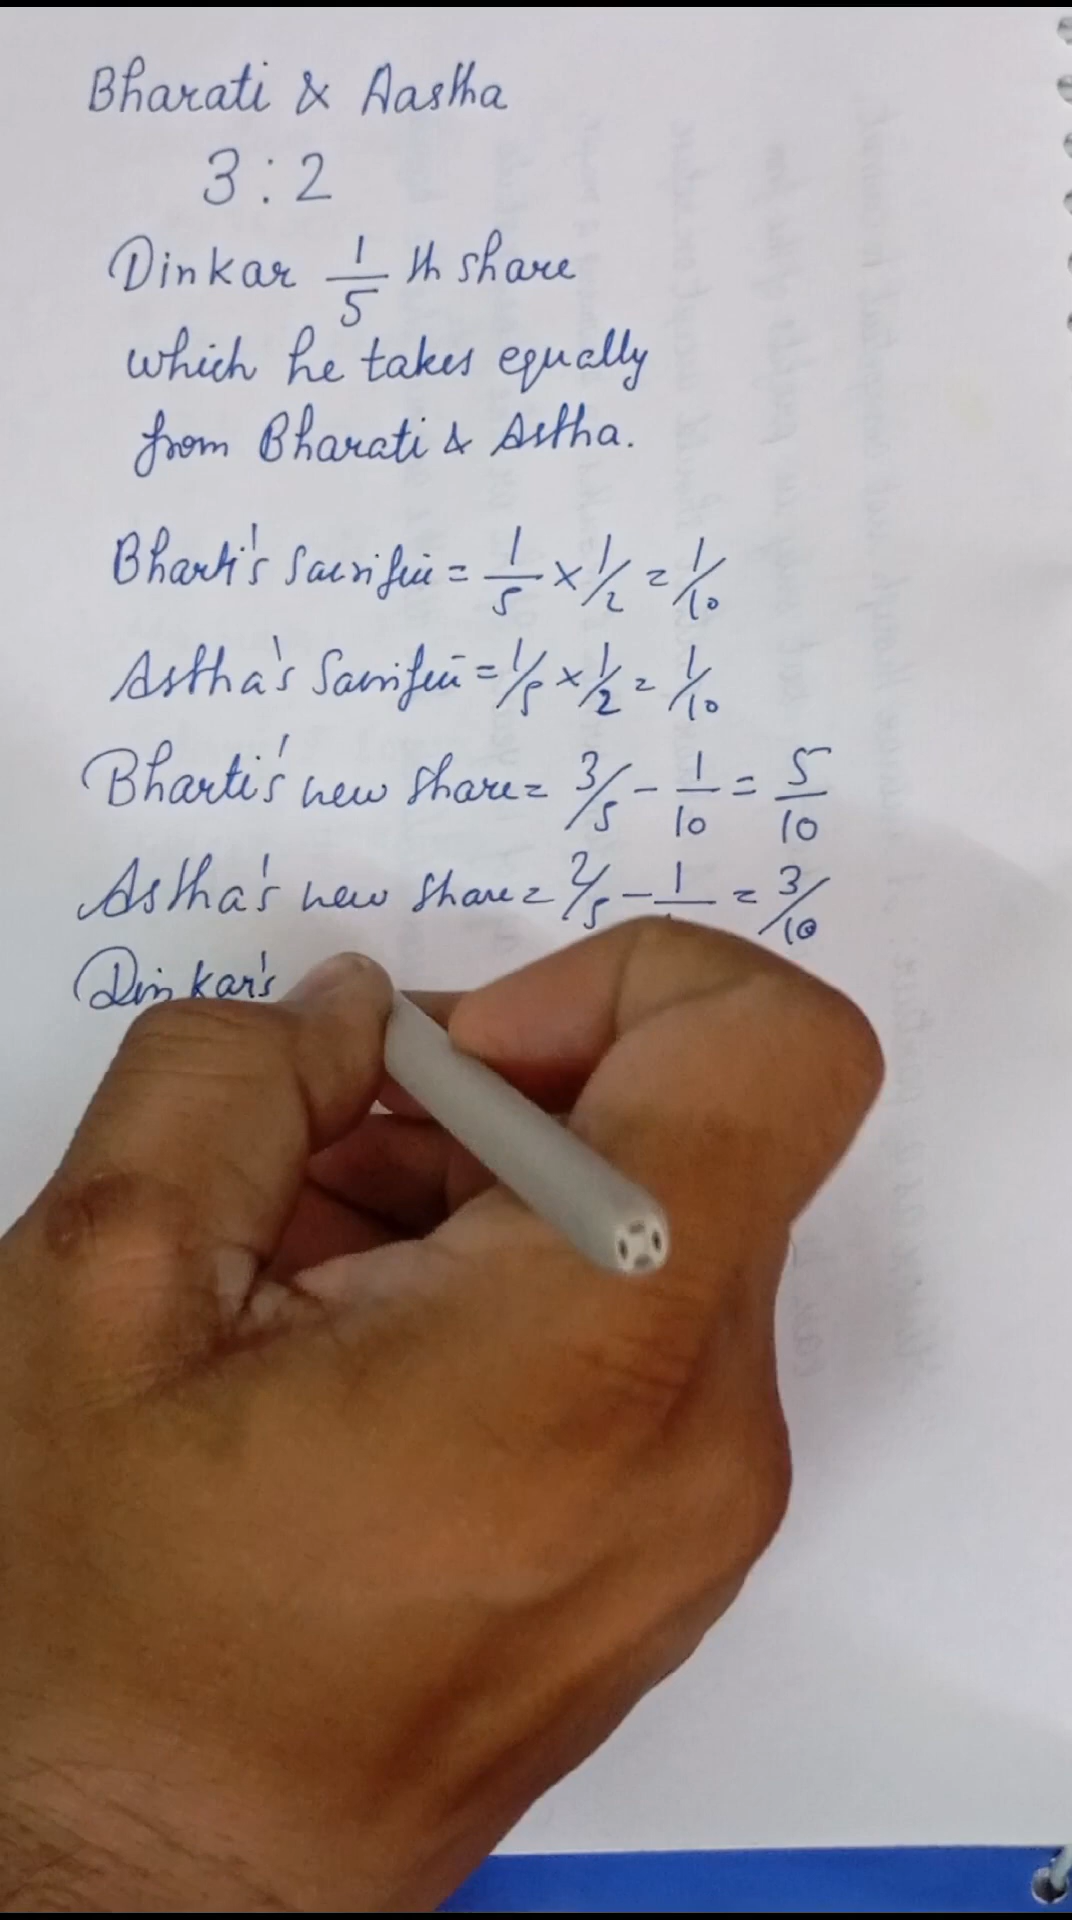 Bharati & Aastha
3 : 2
Dinkar 1/5 th share
which he takes equally
from Bharati & Astha.
Bharti's Sacrifice = 1/5 × 1/2 = 1/10
Astha's Sacrifice = 1/5 × 1/2 = 1/10
Bharti's new share = 3/5 - 1/10 = 5/10
Astha's new share = 2/5 - 1 = 3/10
Dinkar's